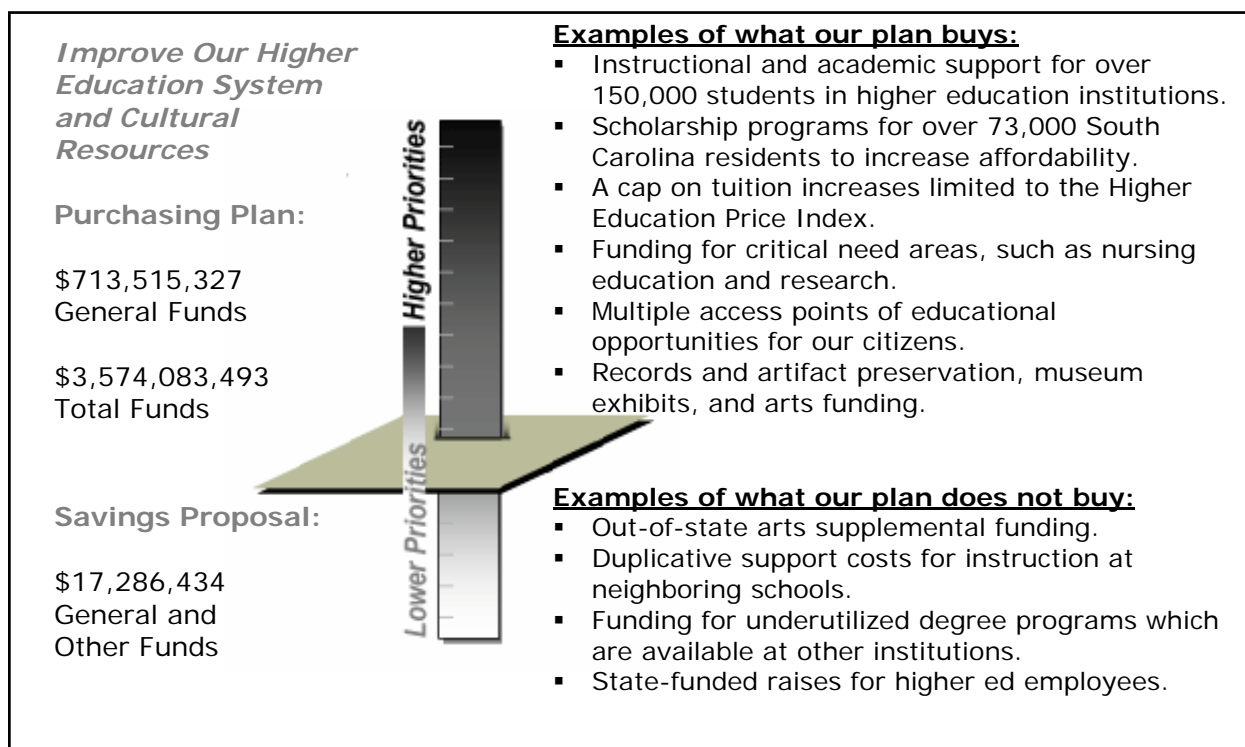 Improve Our Higher
Education System
and Cultural
Resources
Purchasing Plan:
$713,515,327
General Funds
$3,574,083,493
Total Funds
Savings Proposal:
$17,286,434
General and
Other Funds
Higher Priorities
Lower Priorities
Examples of what our plan buys:
▪ Instructional and academic support for over
150,000 students in higher education institutions.
▪ Scholarship programs for over 73,000 South
Carolina residents to increase affordability.
▪ A cap on tuition increases limited to the Higher
Education Price Index.
▪ Funding for critical need areas, such as nursing
education and research.
▪ Multiple access points of educational
opportunities for our citizens.
▪ Records and artifact preservation, museum
exhibits, and arts funding.
Examples of what our plan does not buy:
▪ Out-of-state arts supplemental funding.
▪ Duplicative support costs for instruction at
neighboring schools.
▪ Funding for underutilized degree programs which
are available at other institutions.
▪ State-funded raises for higher ed employees.